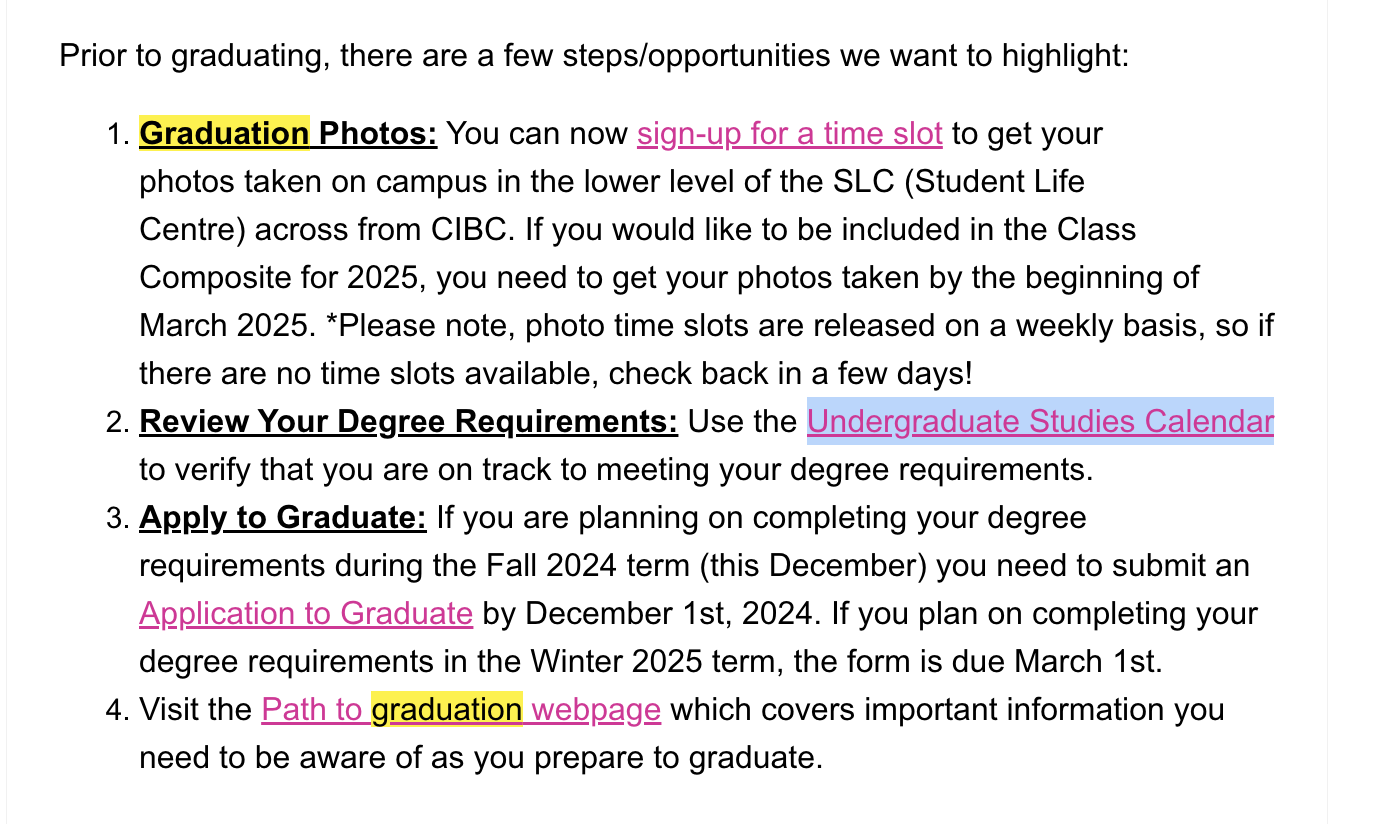 Prior to graduating, there are a few steps/opportunities we want to highlight:
1. Graduation Photos: You can now sign-up for a time slot to get your
photos taken on campus in the lower level of the SLC (Student Life
Centre) across from CIBC. If you would like to be included in the Class
Composite for 2025, you need to get your photos taken by the beginning of
March 2025. *Please note, photo time slots are released on a weekly basis, so if
there are no time slots available, check back in a few days!
2. Review Your Degree Requirements: Use the Undergraduate Studies Calendar
to verify that you are on track to meeting your degree requirements.
3. Apply to Graduate: If you are planning on completing your degree
requirements during the Fall 2024 term (this December) you need to submit an
Application to Graduate by December 1st, 2024. If you plan on completing your
degree requirements in the Winter 2025 term, the form is due March 1st.
4. Visit the Path to graduation webpage which covers important information you
need to be aware of as you prepare to graduate.